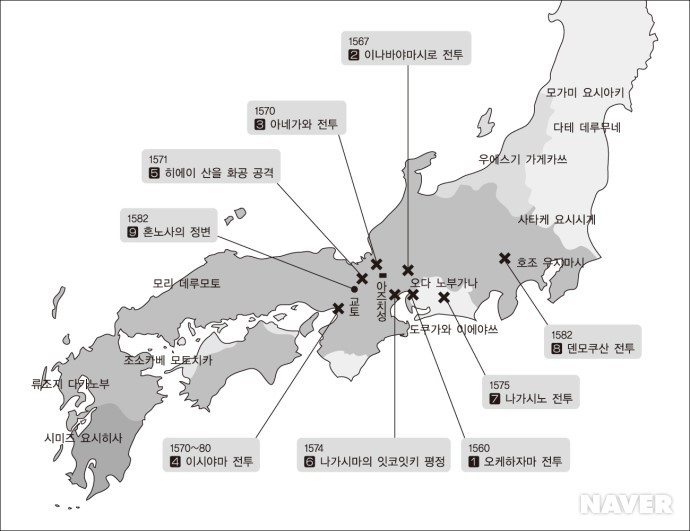 1567
2 이나바야마시로 전투
모가미 요시아키
1570
3 아네가와 전투
다테 데루무네
1571
5 히에이 산을 화공 공격
우에스기 가게카쓰
1582
9 혼노사의 정변
사타케 요시시게
호조 우지마사
모리 데루모토
오다 노부가나
아즈치성
교토
도쿠가와 이에야쓰
1582
8 덴모쿠산 전투
조소카베 모토치카
류조지 다카노부
1575
7 나가시노 전투
시미즈 요시히사
1570~80
4 이시야마 전투
1574
6 나가시마의 잇코잇키 평정
1560
1 오케하자마 전투
NAVER